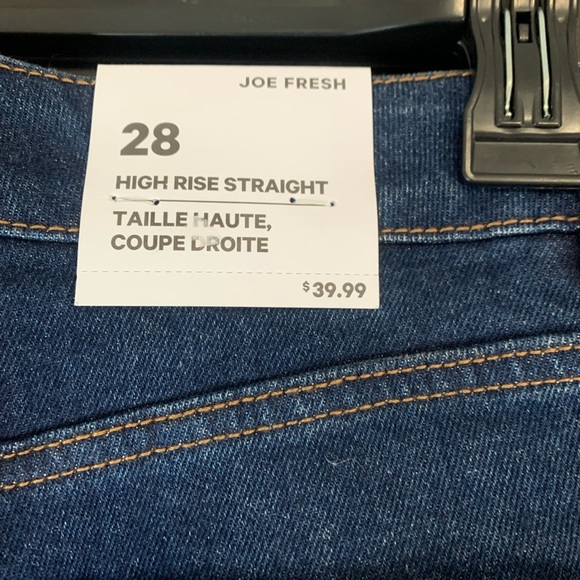 JOE FRESH
28
HIGH RISE STRAIGHT
TAILLE HAUTE,
COUPE DROITE
$39.99